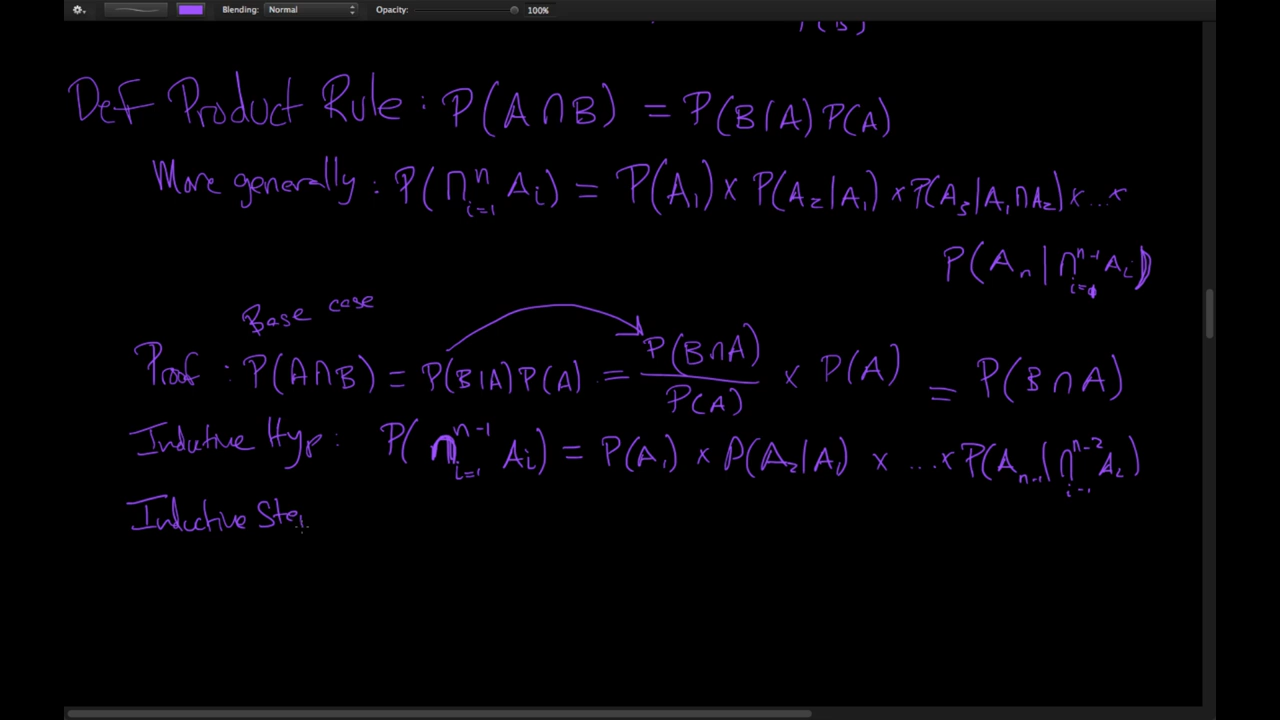 Blending: Normal Opacity: 100%
P(B)
Def Product Rule : P(A∩B) = P(B|A)P(A)
More generally : P(∩ⁿᵢ₌₁ Aᵢ) = P(A₁) × P(A₂|A₁) × P(A₃|A₁∩A₂) × ... ×
P(Aₙ | ∩ⁿ⁻¹ᵢ₌₁ Aᵢ)
Base case
Proof : P(A∩B) = P(B|A)P(A) = P(B∩A)/P(A) × P(A) = P(B∩A)
Inductive Hyp : P(∩ⁿ⁻¹ᵢ₌₁ Aᵢ) = P(A₁) × P(A₂|A₁) × ... × P(Aₙ₋₁|∩ⁿ⁻²ᵢ₌₁ Aᵢ)
Inductive Ste